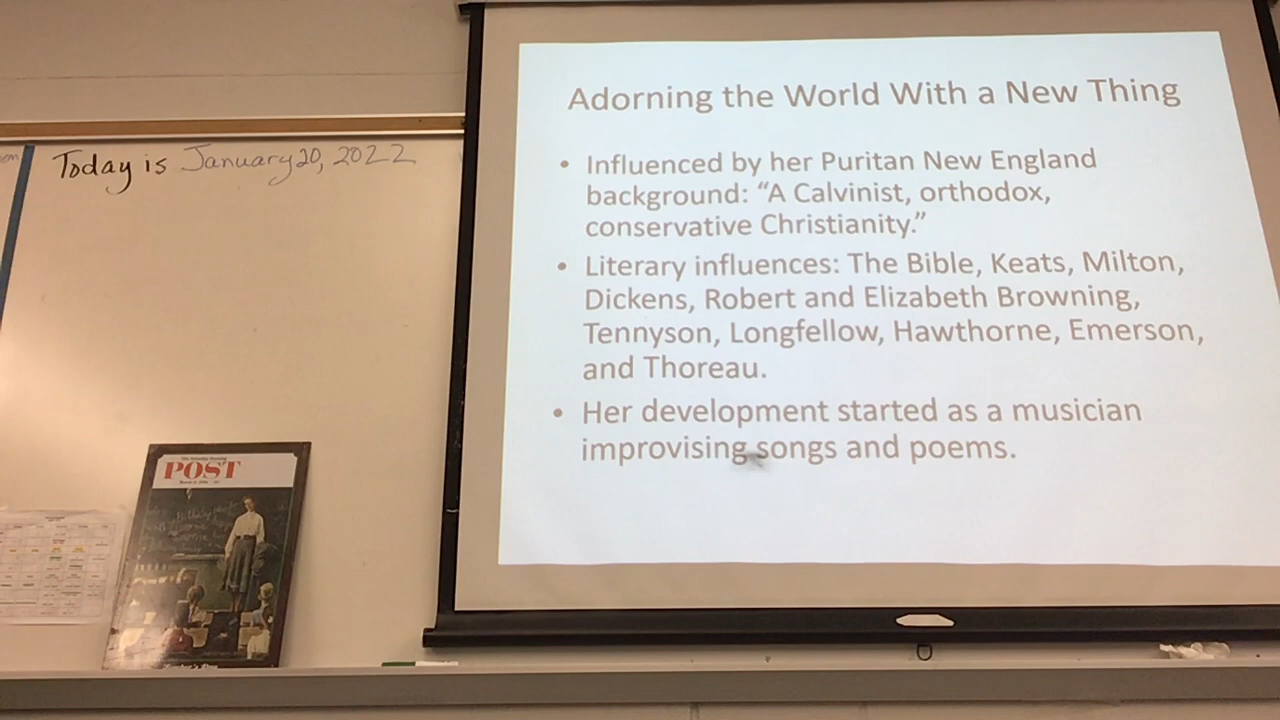 Today is January 20, 2022
POST
Adorning the World With a New Thing
• Influenced by her Puritan New England
background: “A Calvinist, orthodox,
conservative Christianity.”
• Literary influences: The Bible, Keats, Milton,
Dickens, Robert and Elizabeth Browning,
Tennyson, Longfellow, Hawthorne, Emerson,
and Thoreau.
• Her development started as a musician
improvising songs and poems.